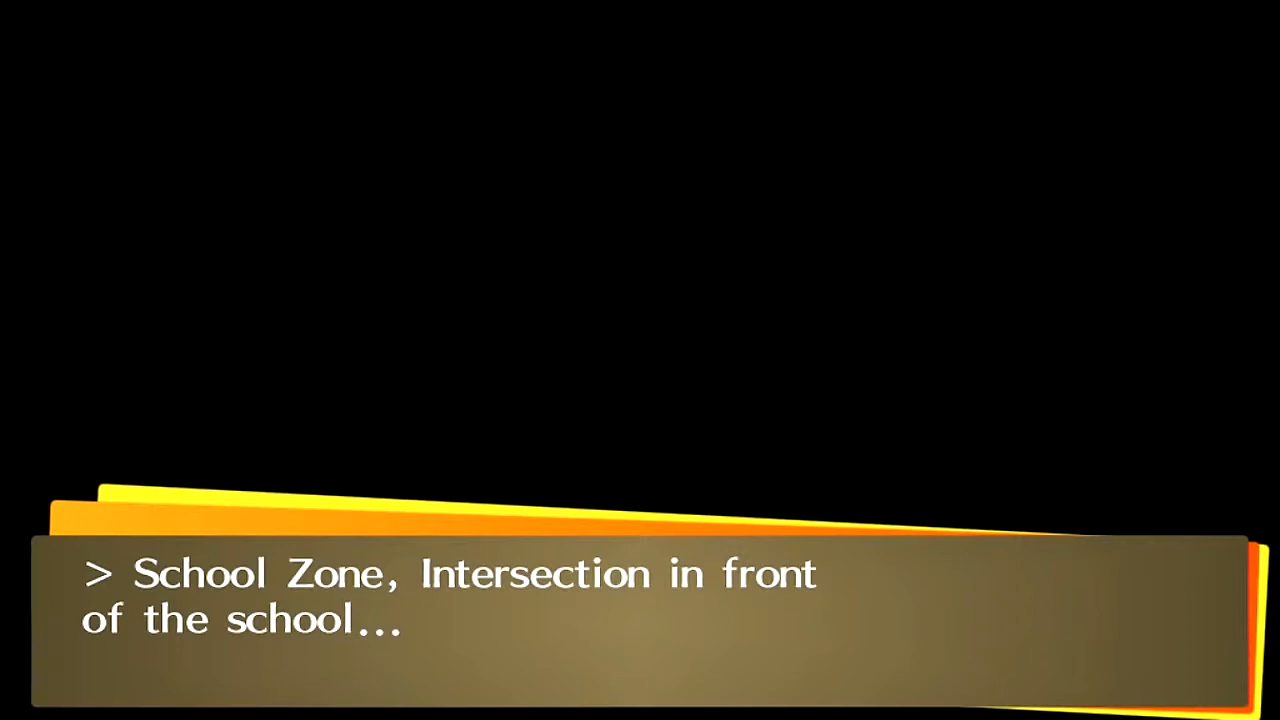 > School Zone, Intersection in front
of the school...